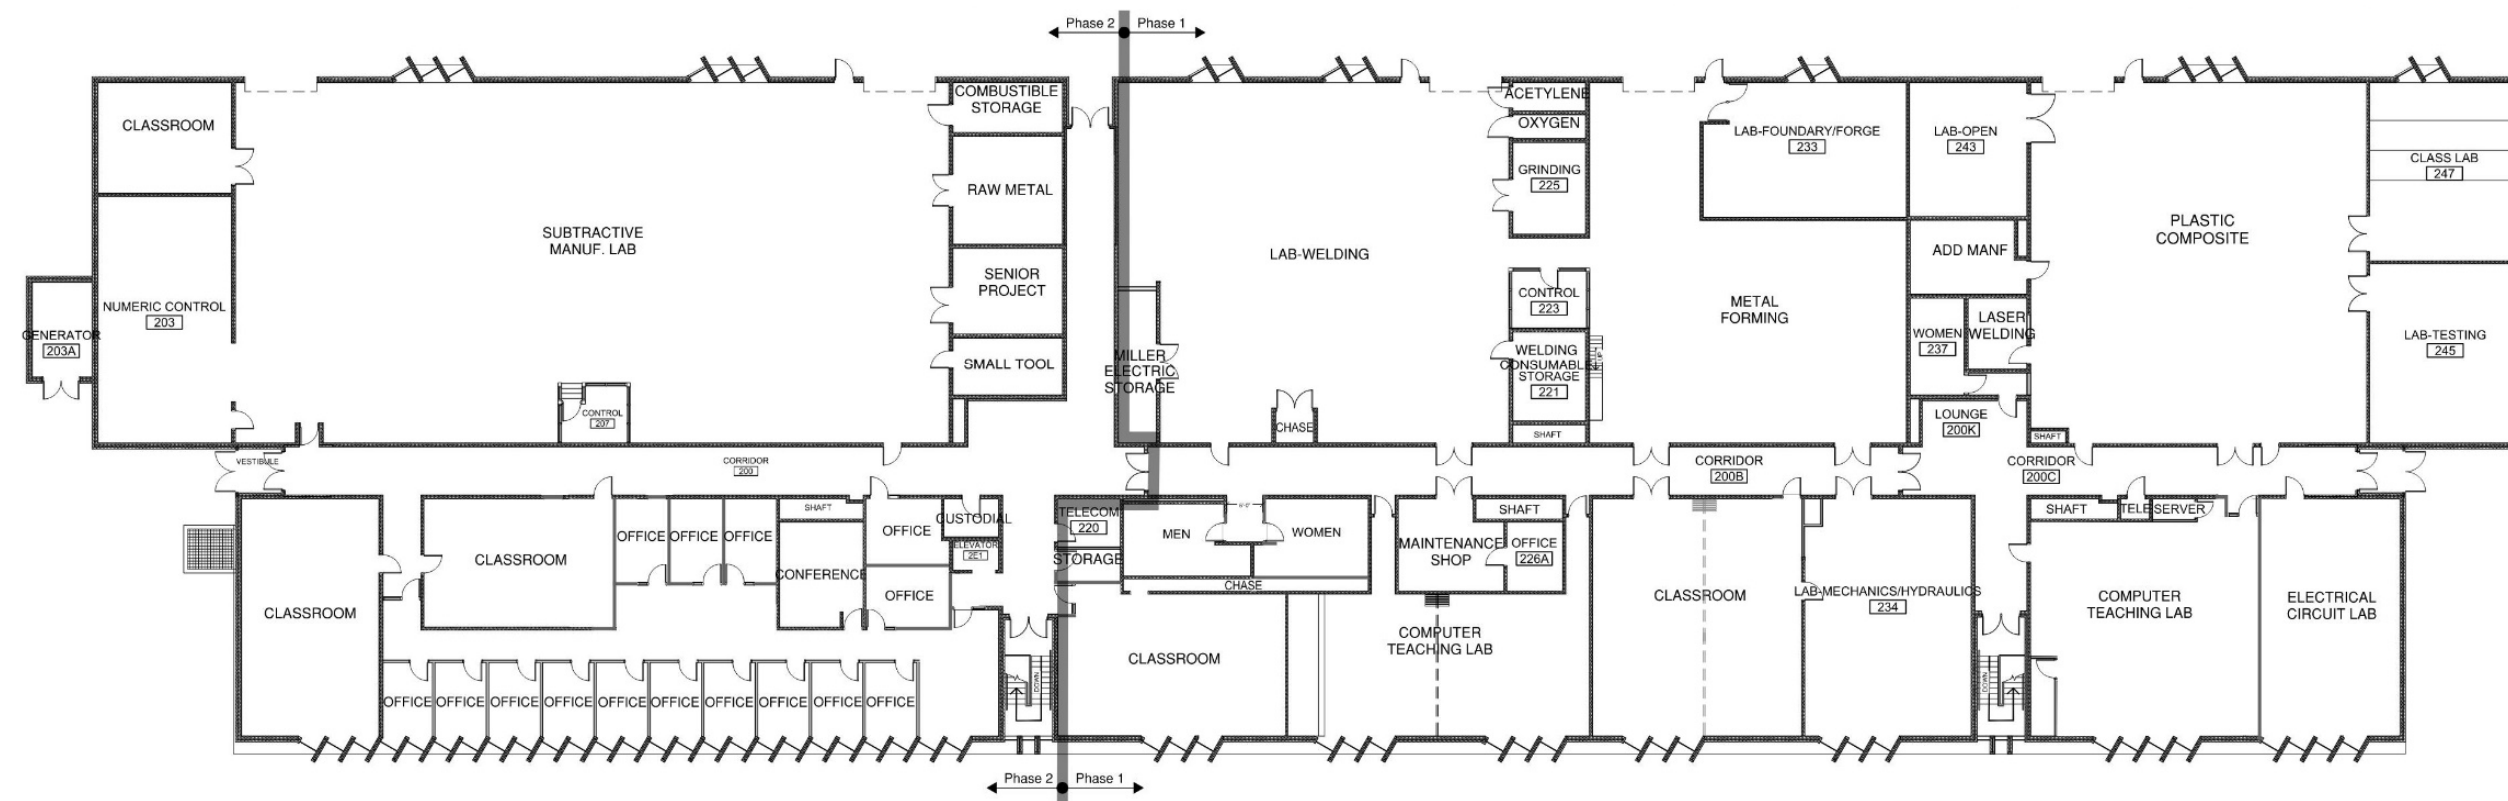 Phase 2
Phase 1
CLASSROOM
SUBTRACTIVE
MANUF. LAB
NUMERIC CONTROL
203
GENERATOR
203A
COMBUSTIBLE
STORAGE
RAW METAL
SENIOR
PROJECT
SMALL TOOL
CONTROL
207
MILLER
ELECTRIC
STORAGE
LAB-WELDING
CHASE
ACETYLENE
OXYGEN
GRINDING
225
CONTROL
223
WELDING
CONSUMABLE
STORAGE
221
UP
SHAFT
LAB-FOUNDARY/FORGE
233
METAL
FORMING
LAB-OPEN
243
ADD MANF
WOMEN
237
LASER
WELDING
LOUNGE
200K
SHAFT
PLASTIC
COMPOSITE
CLASS LAB
247
LAB-TESTING
245
VESTIBULE
CORRIDOR
200
CORRIDOR
200B
CORRIDOR
200C
CLASSROOM
CLASSROOM
OFFICE
OFFICE
OFFICE
SHAFT
CONFERENCE
OFFICE
OFFICE
CUSTODIAL
ELEVATOR
2E1
TELECOM
220
STORAGE
MEN
WOMEN
CHASE
MAINTENANCE
SHOP
SHAFT
OFFICE
226A
CLASSROOM
COMPUTER
TEACHING LAB
CLASSROOM
LAB-MECHANICS/HYDRAULICS
234
SHAFT
TELE
SERVER
COMPUTER
TEACHING LAB
ELECTRICAL
CIRCUIT LAB
OFFICE
OFFICE
OFFICE
OFFICE
OFFICE
OFFICE
OFFICE
OFFICE
OFFICE
OFFICE
DOWN
DOWN
Phase 2
Phase 1